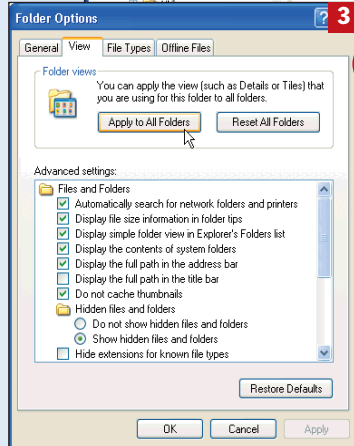 Folder Options
?
3
General View File Types Offline Files
Folder views
You can apply the view (such as Details or Tiles) that
you are using for this folder to all folders.
Apply to All Folders Reset All Folders
Advanced settings:
Files and Folders
Automatically search for network folders and printers
Display file size information in folder tips
Display simple folder view in Explorer's Folders list
Display the contents of system folders
Display the full path in the address bar
Display the full path in the title bar
Do not cache thumbnails
Hidden files and folders
Do not show hidden files and folders
Show hidden files and folders
Hide extensions for known file types
Restore Defaults
OK Cancel Apply